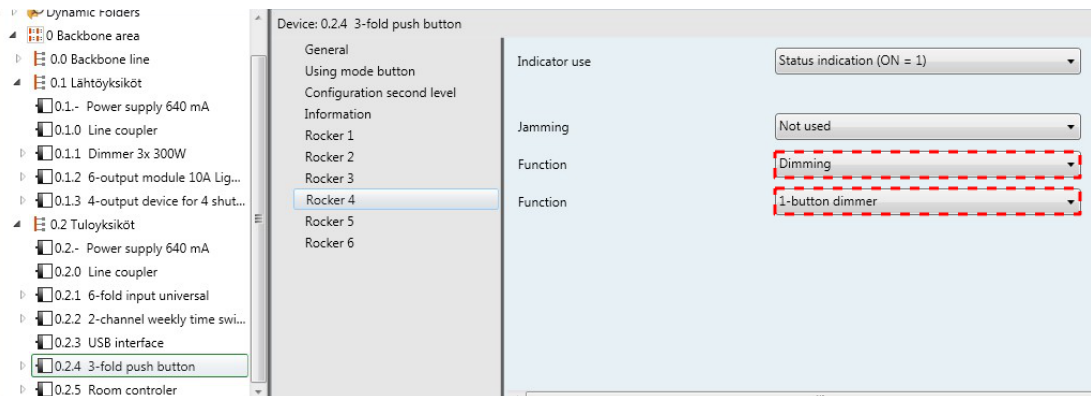 Dynamic Folders
0 Backbone area
0.0 Backbone line
0.1 Lähtöyksiköt
0.1.- Power supply 640 mA
0.1.0 Line coupler
0.1.1 Dimmer 3x 300W
0.1.2 6-output module 10A Lig...
0.1.3 4-output device for 4 shut...
0.2 Tuloyksiköt
0.2.- Power supply 640 mA
0.2.0 Line coupler
0.2.1 6-fold input universal
0.2.2 2-channel weekly time swi...
0.2.3 USB interface
0.2.4 3-fold push button
0.2.5 Room controler
Device: 0.2.4 3-fold push button
General
Using mode button
Configuration second level
Information
Rocker 1
Rocker 2
Rocker 3
Rocker 4
Rocker 5
Rocker 6
Indicator use Status indication (ON = 1)
Jamming Not used
Function Dimming
Function 1-button dimmer